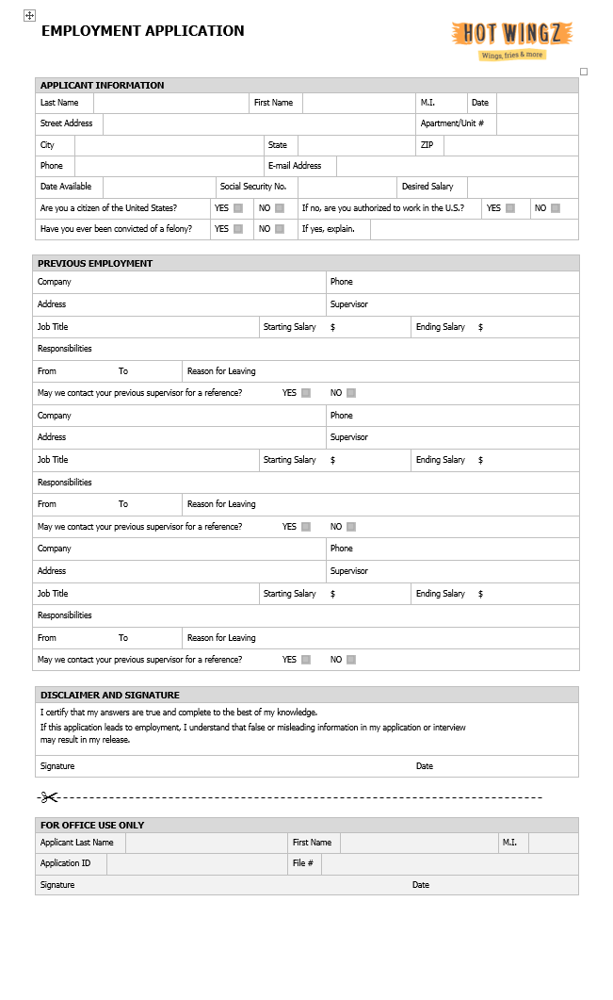 EMPLOYMENT APPLICATION
HOT WINGZ
Wings, fries & more
APPLICANT INFORMATION
Last Name First Name M.I. Date
Street Address Apartment/Unit #
City State ZIP
Phone E-mail Address
Date Available Social Security No. Desired Salary
Are you a citizen of the United States? YES NO If no, are you authorized to work in the U.S.? YES NO
Have you ever been convicted of a felony? YES NO If yes, explain.
PREVIOUS EMPLOYMENT
Company Phone
Address Supervisor
Job Title Starting Salary $ Ending Salary $
Responsibilities
From To Reason for Leaving
May we contact your previous supervisor for a reference? YES NO
Company Phone
Address Supervisor
Job Title Starting Salary $ Ending Salary $
Responsibilities
From To Reason for Leaving
May we contact your previous supervisor for a reference? YES NO
Company Phone
Address Supervisor
Job Title Starting Salary $ Ending Salary $
Responsibilities
From To Reason for Leaving
May we contact your previous supervisor for a reference? YES NO
DISCLAIMER AND SIGNATURE
I certify that my answers are true and complete to the best of my knowledge.
If this application leads to employment, I understand that false or misleading information in my application or interview
may result in my release.
Signature Date
FOR OFFICE USE ONLY
Applicant Last Name First Name M.I.
Application ID File #
Signature Date